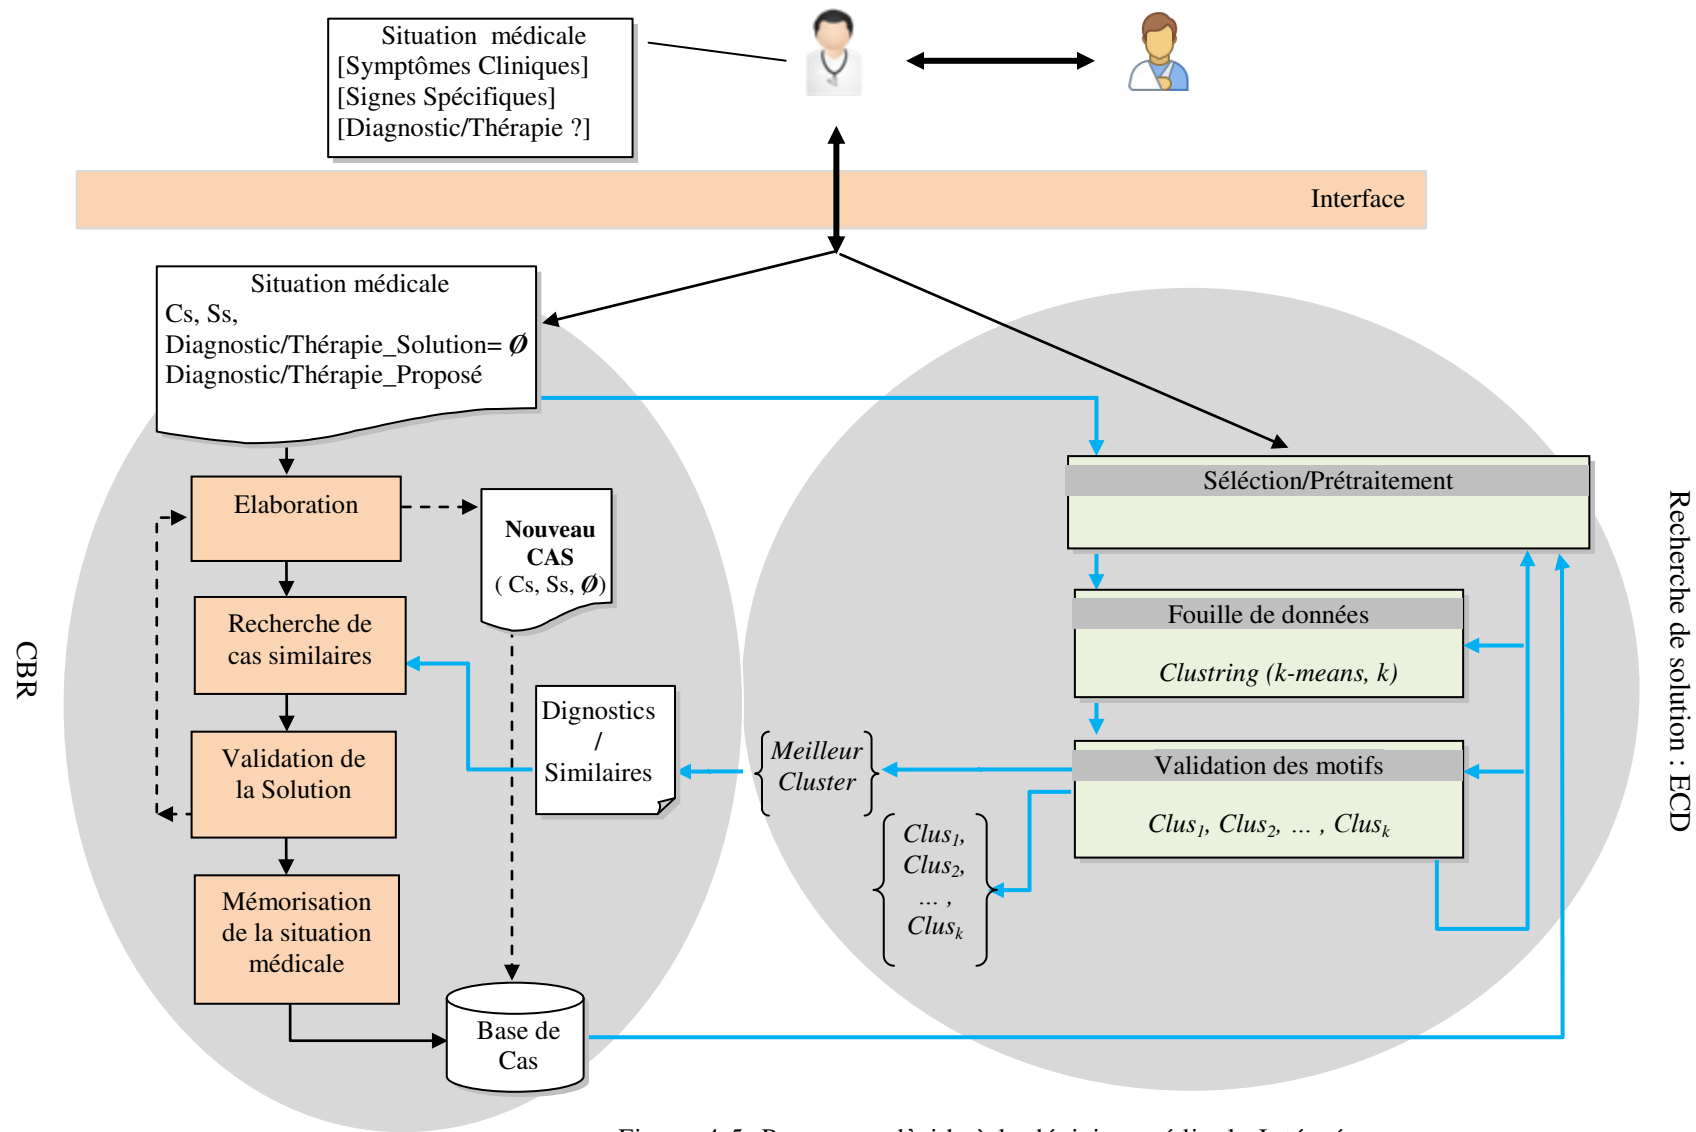 Situation médicale
[Symptômes Cliniques]
[Signes Spécifiques]
[Diagnostic/Thérapie ?]
Interface
Situation médicale
Cs, Ss,
Diagnostic/Thérapie_Solution= Ø
Diagnostic/Thérapie_Proposé
Elaboration
Nouveau
CAS
( Cs, Ss, Ø)
Recherche de
cas similaires
Validation de
la Solution
Mémorisation
de la situation
médicale
Base de
Cas
Dignostics
/
Similaires
Meilleur
Cluster
Clus1,
Clus2,
... ,
Clusk
Séléction/Prétraitement
Fouille de données
Clustring (k-means, k)
Validation des motifs
Clus1, Clus2, ... , Clusk
CBR
Recherche de solution : ECD